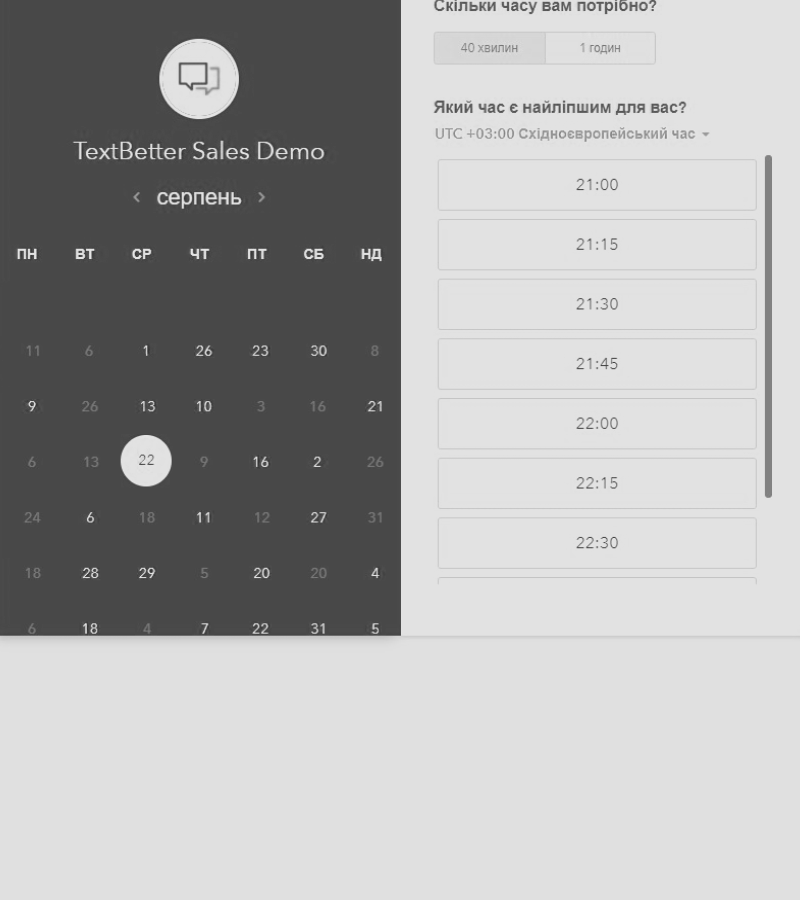 TextBetter Sales Demo
серпень
ПН ВТ СР ЧТ ПТ СБ НД
11 6 1 26 23 30 8
9 26 13 10 3 16 21
6 13 22 9 16 2 26
24 6 18 11 12 27 31
18 28 29 5 20 20 4
6 18 4 7 22 31 5
Скільки часу вам потрібно?
40 хвилин 1 годин
Який час є найліпшим для вас?
UTC +03:00 Східноєвропейський час
21:00
21:15
21:30
21:45
22:00
22:15
22:30